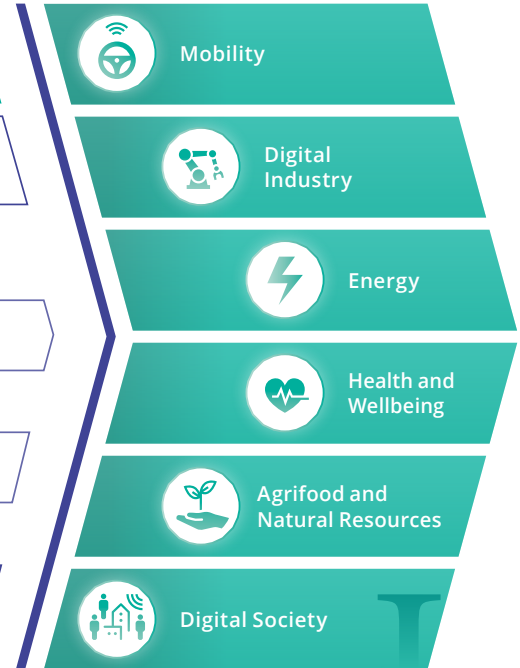 Mobility
Digital
Industry
Energy
Health and
Wellbeing
Agrifood and
Natural Resources
Digital Society